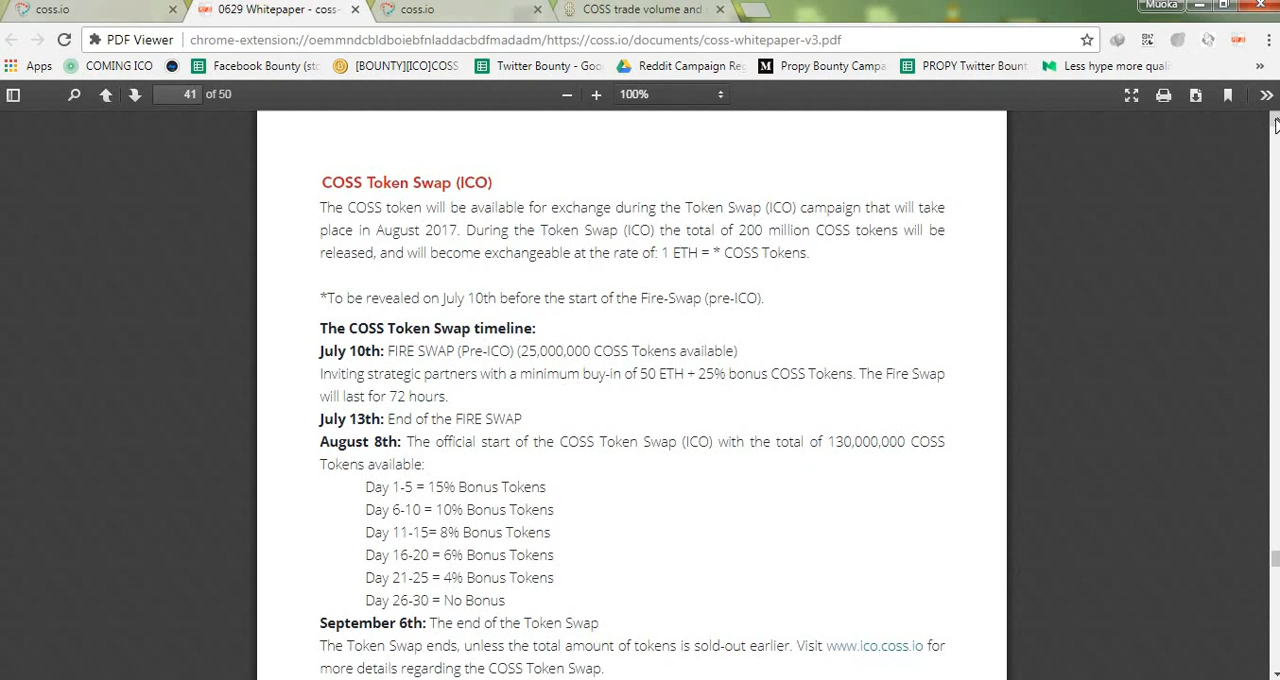 coss.io
0629 Whitepaper - coss-
coss.io
COSS trade volume and
Muoka
PDF Viewer
chrome-extension://oemmndcbldboiebfnladdacbdfmadadm/https://coss.io/documents/coss-whitepaper-v3.pdf
Apps
COMING ICO
Facebook Bounty (sto
[BOUNTY][ICO]COSS
Twitter Bounty - Goo
Reddit Campaign Reg
Propy Bounty Campa
PROPY Twitter Bount
Less hype more quali
»
41 of 50
100%
COSS Token Swap (ICO)
The COSS token will be available for exchange during the Token Swap (ICO) campaign that will take
place in August 2017. During the Token Swap (ICO) the total of 200 million COSS tokens will be
released, and will become exchangeable at the rate of: 1 ETH = * COSS Tokens.
*To be revealed on July 10th before the start of the Fire-Swap (pre-ICO).
The COSS Token Swap timeline:
July 10th: FIRE SWAP (Pre-ICO) (25,000,000 COSS Tokens available)
Inviting strategic partners with a minimum buy-in of 50 ETH + 25% bonus COSS Tokens. The Fire Swap
will last for 72 hours.
July 13th: End of the FIRE SWAP
August 8th: The official start of the COSS Token Swap (ICO) with the total of 130,000,000 COSS
Tokens available:
Day 1-5 = 15% Bonus Tokens
Day 6-10 = 10% Bonus Tokens
Day 11-15= 8% Bonus Tokens
Day 16-20 = 6% Bonus Tokens
Day 21-25 = 4% Bonus Tokens
Day 26-30 = No Bonus
September 6th: The end of the Token Swap
The Token Swap ends, unless the total amount of tokens is sold-out earlier. Visit www.ico.coss.io for
more details regarding the COSS Token Swap.